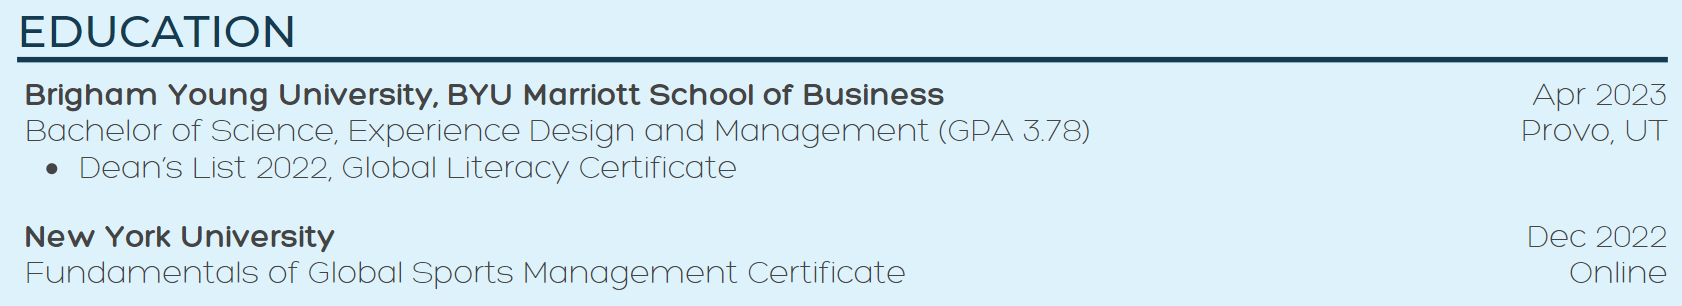 EDUCATION
Brigham Young University, BYU Marriott School of Business Apr 2023
Bachelor of Science, Experience Design and Management (GPA 3.78) Provo, UT
• Dean's List 2022, Global Literacy Certificate
New York University Dec 2022
Fundamentals of Global Sports Management Certificate Online